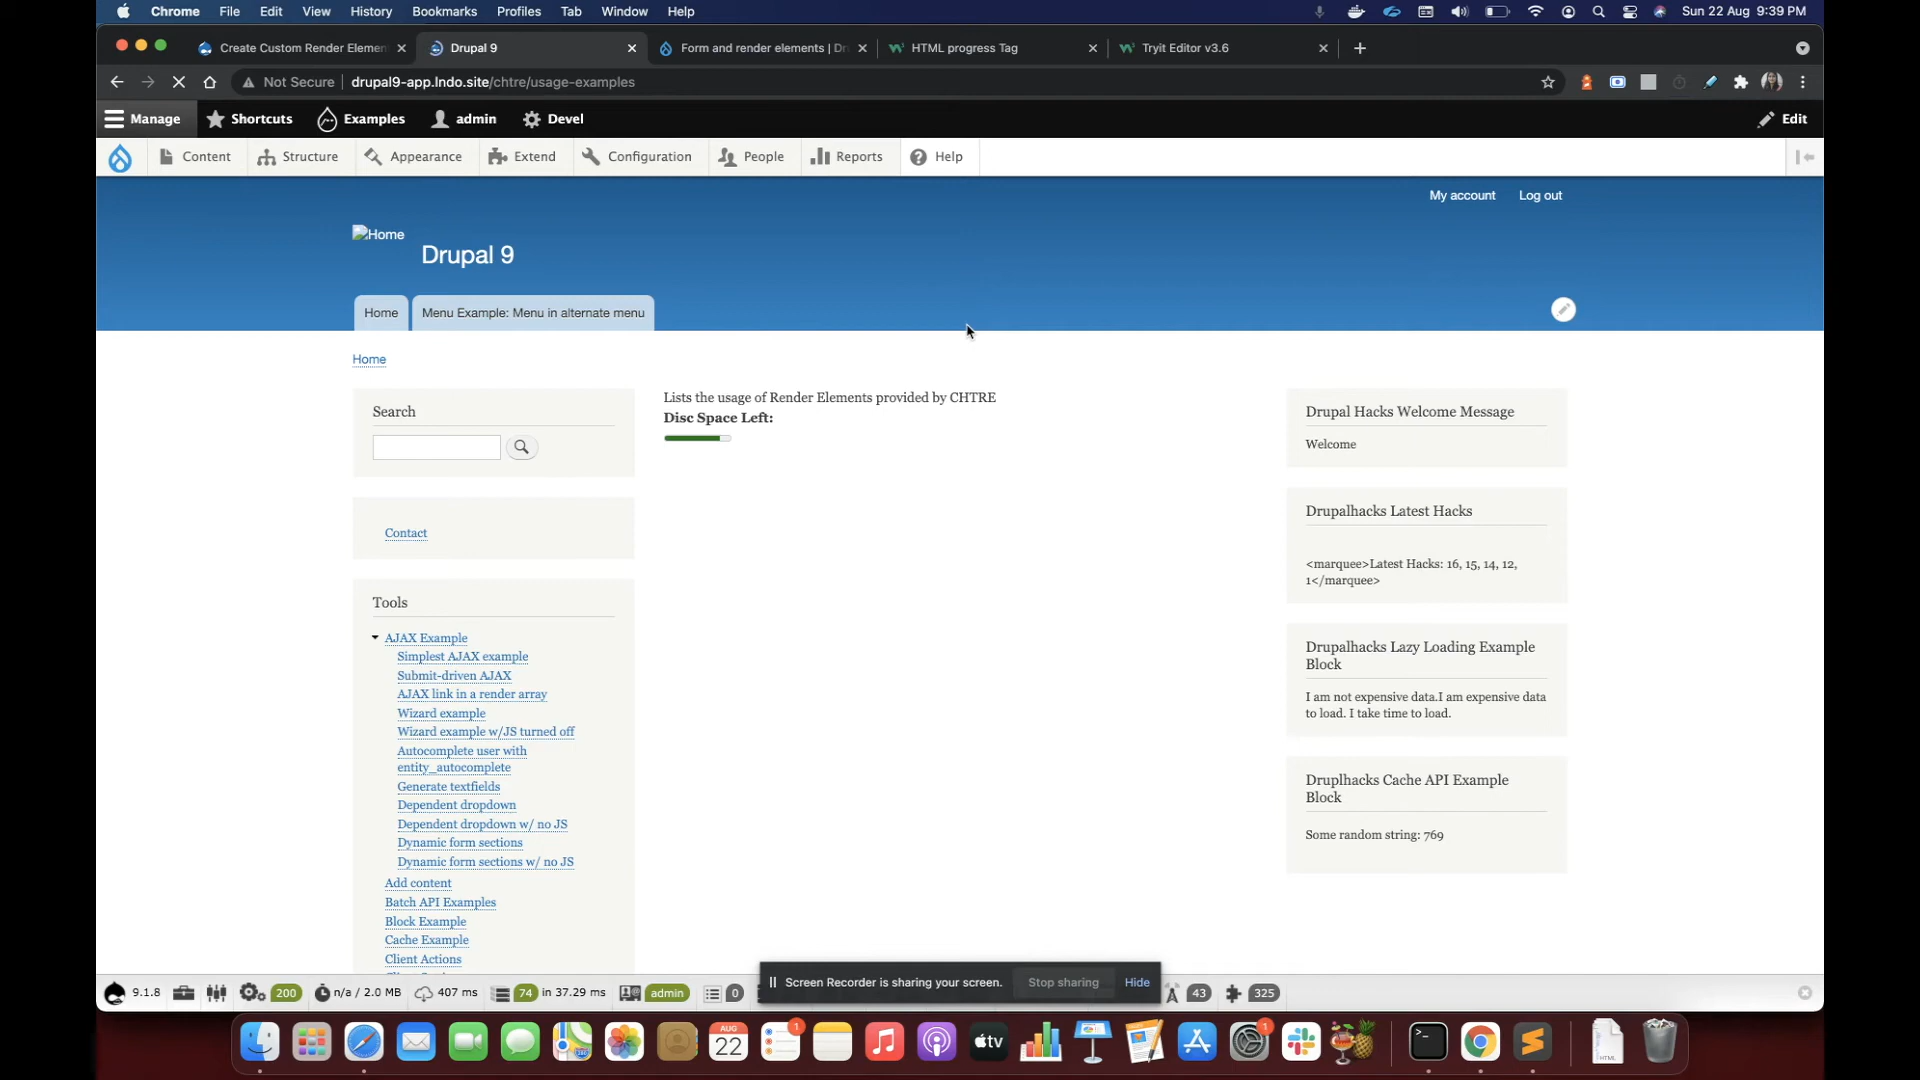 Chrome File Edit View History Bookmarks Profiles Tab Window Help Sun 22 Aug 9:39 PM
Create Custom Render Elemen Drupal 9 Form and render elements | Dr HTML progress Tag Tryit Editor v3.6
Not Secure drupal9-app.lndo.site/chtre/usage-examples
Manage Shortcuts Examples admin Devel Edit
Content Structure Appearance Extend Configuration People Reports Help
My account Log out
Home
Drupal 9
Home Menu Example: Menu in alternate menu
Home
Search
Contact
Tools
AJAX Example
Simplest AJAX example
Submit-driven AJAX
AJAX link in a render array
Wizard example
Wizard example w/JS turned off
Autocomplete user with
entity_autocomplete
Generate textfields
Dependent dropdown
Dependent dropdown w/ no JS
Dynamic form sections
Dynamic form sections w/ no JS
Add content
Batch API Examples
Block Example
Cache Example
Client Actions
Lists the usage of Render Elements provided by CHTRE
Disc Space Left:
Drupal Hacks Welcome Message
Welcome
Drupalhacks Latest Hacks
<marquee>Latest Hacks: 16, 15, 14, 12,
1</marquee>
Drupalhacks Lazy Loading Example
Block
I am not expensive data.I am expensive data
to load. I take time to load.
Druplhacks Cache API Example
Block
Some random string: 769
Screen Recorder is sharing your screen. Stop sharing Hide
9.1.8 200 n/a / 2.0 MB 407 ms 74 in 37.29 ms admin 0 43 325
AUG
22
1
tv
1
HTML